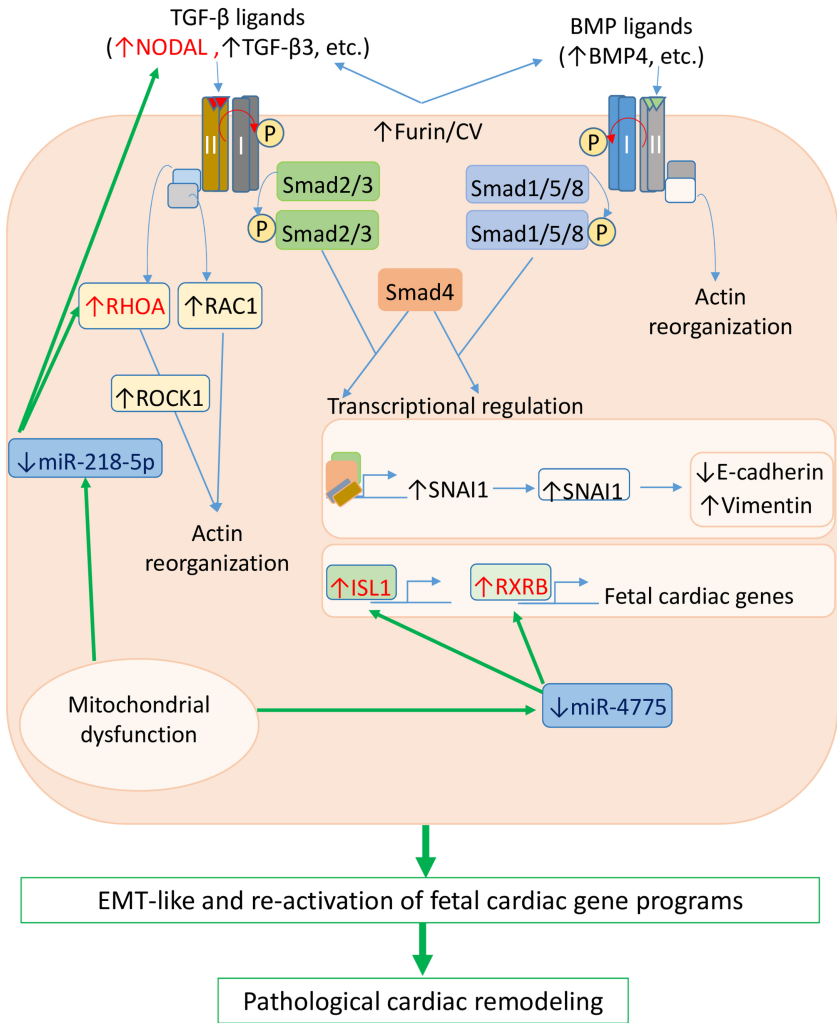 TGF-β ligands
(↑NODAL ,↑TGF-β3, etc.)
BMP ligands
(↑BMP4, etc.)
↑Furin/CV
II
I
P
P
I
II
Smad2/3
Smad1/5/8
P
Smad2/3
Smad1/5/8
P
Smad4
↑RHOA
↑RAC1
Actin
reorganization
↑ROCK1
Transcriptional regulation
↓miR-218-5p
↑SNAI1
↑SNAI1
↓E-cadherin
↑Vimentin
Actin
reorganization
↑ISL1
↑RXRB
Fetal cardiac genes
Mitochondrial
dysfunction
↓miR-4775
EMT-like and re-activation of fetal cardiac gene programs
Pathological cardiac remodeling